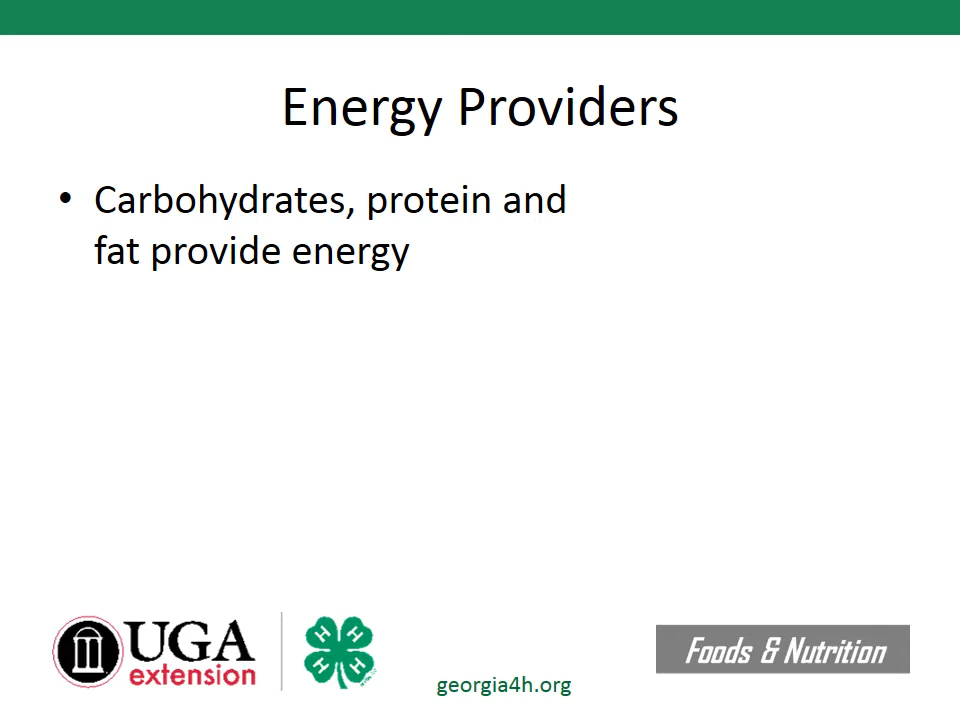 Energy Providers
• Carbohydrates, protein and
fat provide energy
UGA
extension
H H
H H
georgia4h.org
Foods & Nutrition